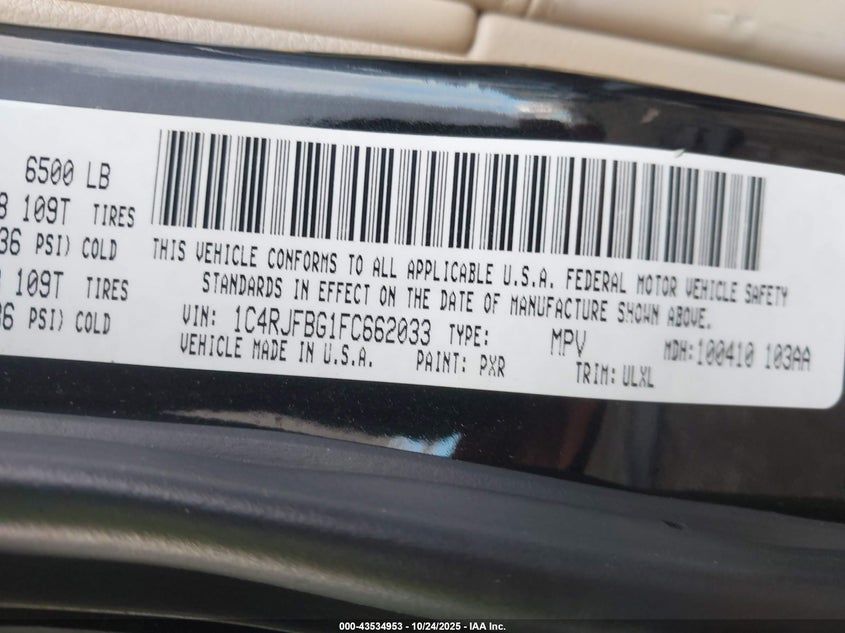 6500 LB
109T TIRES
36 PSI) COLD
109T TIRES
36 PSI) COLD
THIS VEHICLE CONFORMS TO ALL APPLICABLE U.S.A. FEDERAL MOTOR VEHICLE SAFETY
STANDARDS IN EFFECT ON THE DATE OF MANUFACTURE SHOWN ABOVE.
VIN: 1C4RJFBG1FC662033 TYPE: MPV MDH:100410 103AA
VEHICLE MADE IN U.S.A. PAINT: PXR TRIM: ULXL
000-43534953 | 10/24/2025 - IAA Inc.